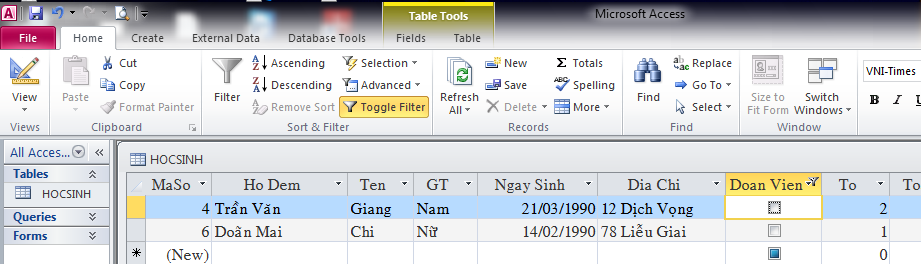 Table Tools
Microsoft Access
File Home Create External Data Database Tools Fields Table
View
Views
Paste
Cut
Copy
Format Painter
Clipboard
Filter
Ascending
Descending
Remove Sort
Selection
Advanced
Toggle Filter
Sort & Filter
Refresh All
New
Save
Delete
Totals
Spelling
More
Records
Find
Replace
Go To
Select
Find
Size to Fit Form
Switch Windows
Window
VNI-Times
B I
All Acces...
Tables
HOCSINH
Queries
Forms
HOCSINH
MaSo Ho Dem Ten GT Ngay Sinh Dia Chi Doan Vien To To
4 Trần Văn Giang Nam 21/03/1990 12 Dịch Vọng 2
6 Doãn Mai Chi Nữ 14/02/1990 78 Liễu Giai 1
(New) 0